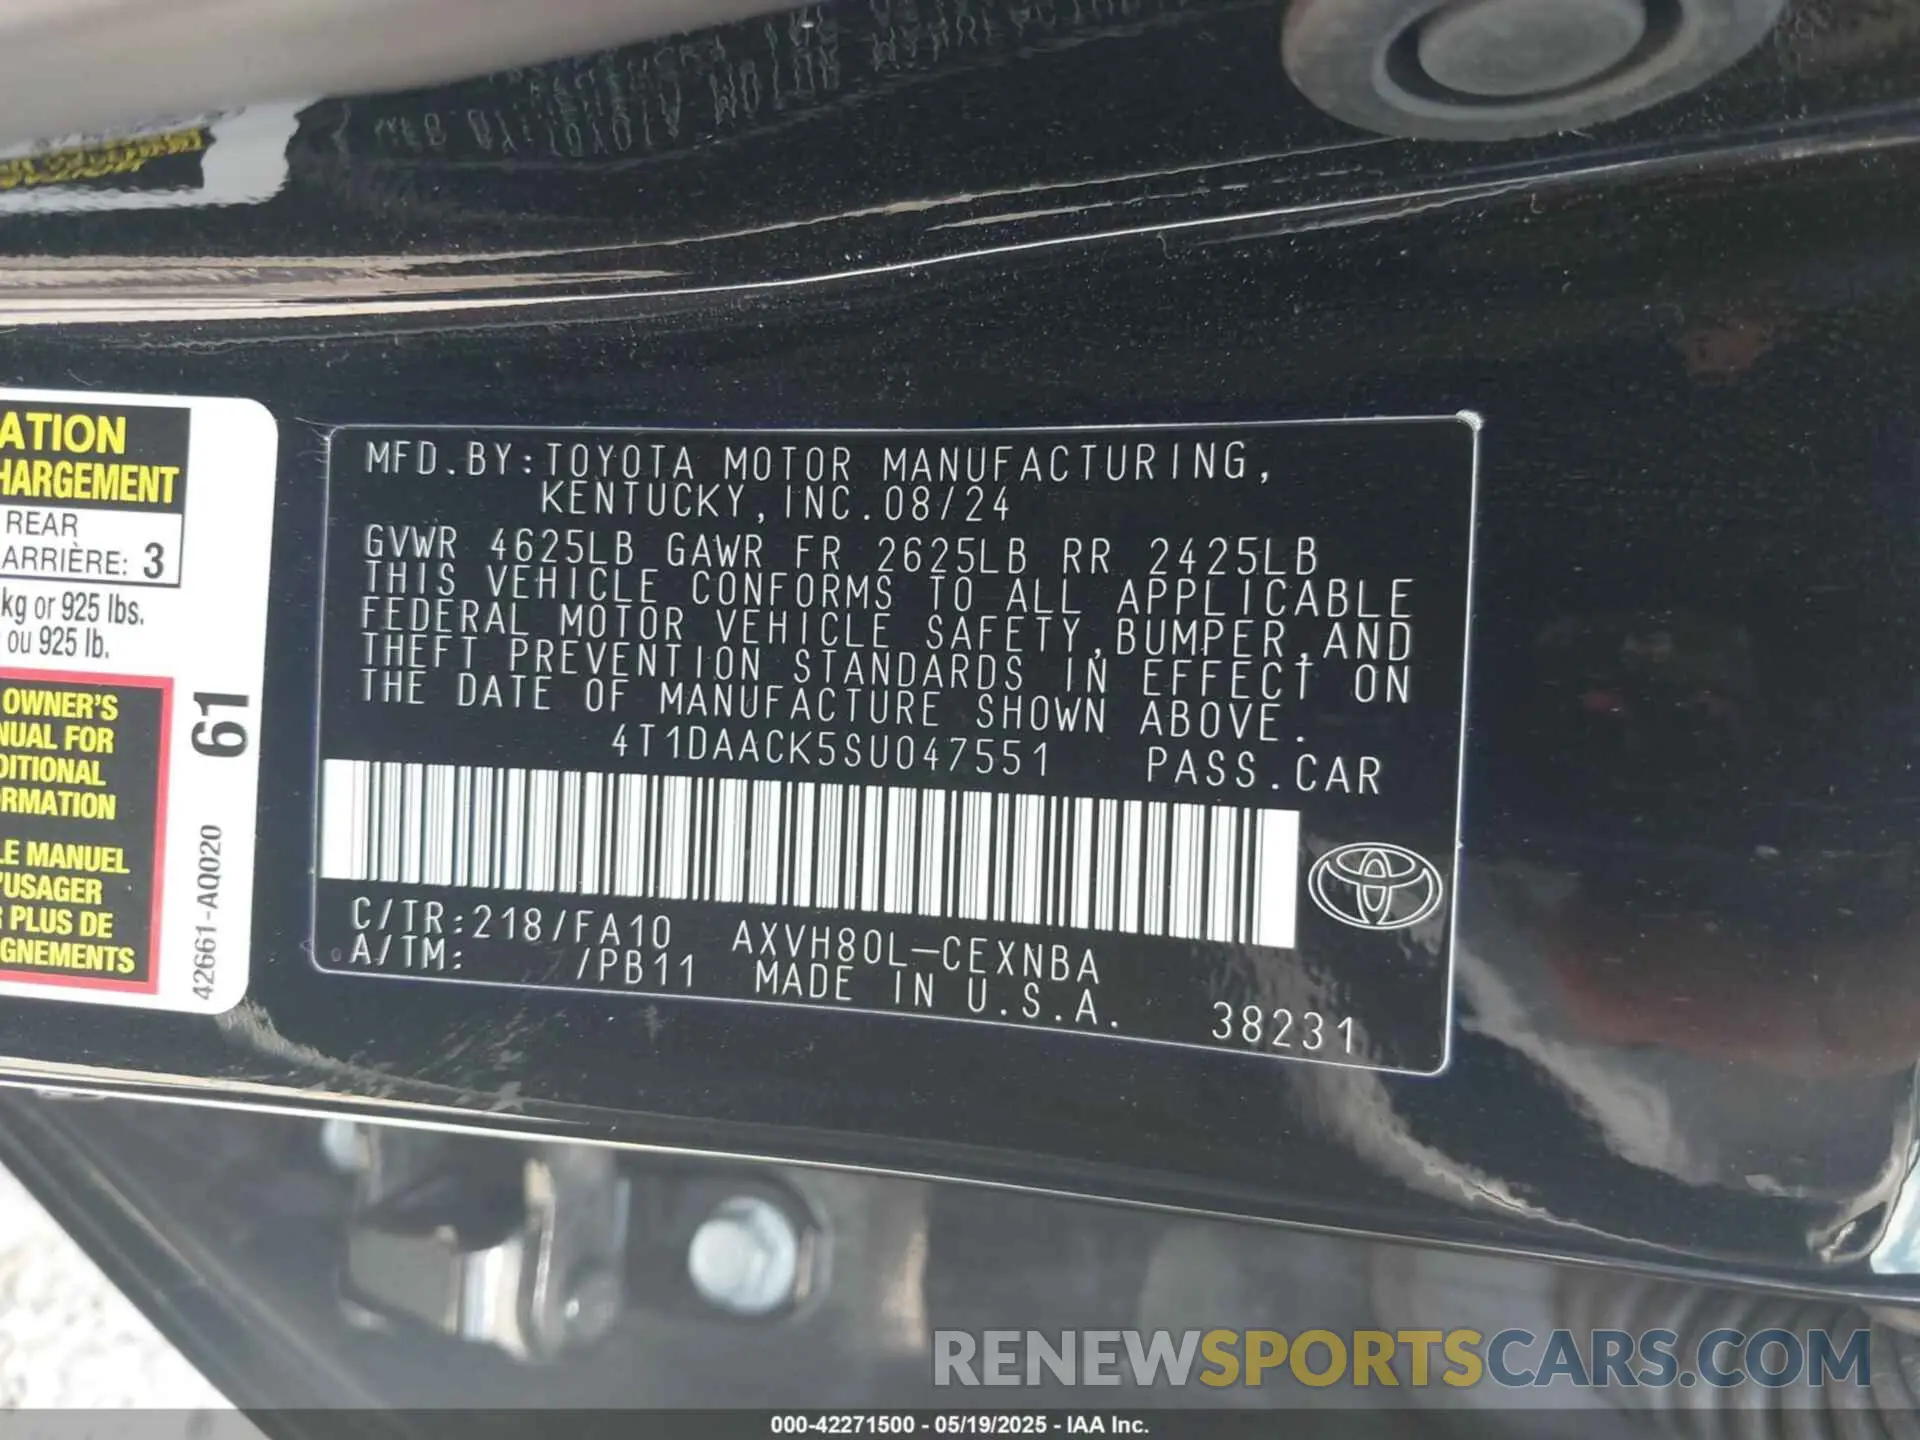 ATION
HARGEMENT
REAR
ARRIÈRE: 3
kg or 925 lbs.
ou 925 lb.
OWNER'S
NUAL FOR
DITIONAL
RMATION
LE MANUEL
'USAGER
R PLUS DE
GNEMENTS
61
42661-AQ020
MFD.BY:TOYOTA MOTOR MANUFACTURING,
KENTUCKY,INC.08/24
GVWR 4625LB GAWR FR 2625LB RR 2425LB
THIS VEHICLE CONFORMS TO ALL APPLICABLE
FEDERAL MOTOR VEHICLE SAFETY,BUMPER,AND
THEFT PREVENTION STANDARDS IN EFFECT ON
THE DATE OF MANUFACTURE SHOWN ABOVE.
4T1DAACK5SU047551 PASS.CAR
C/TR:218/FA10 AXVH80L-CEXNBA
A/TM: /PB11 MADE IN U.S.A. 38231
RENEWSPORTSCARS.COM
000-42271500 - 05/19/2025 - IAA Inc.